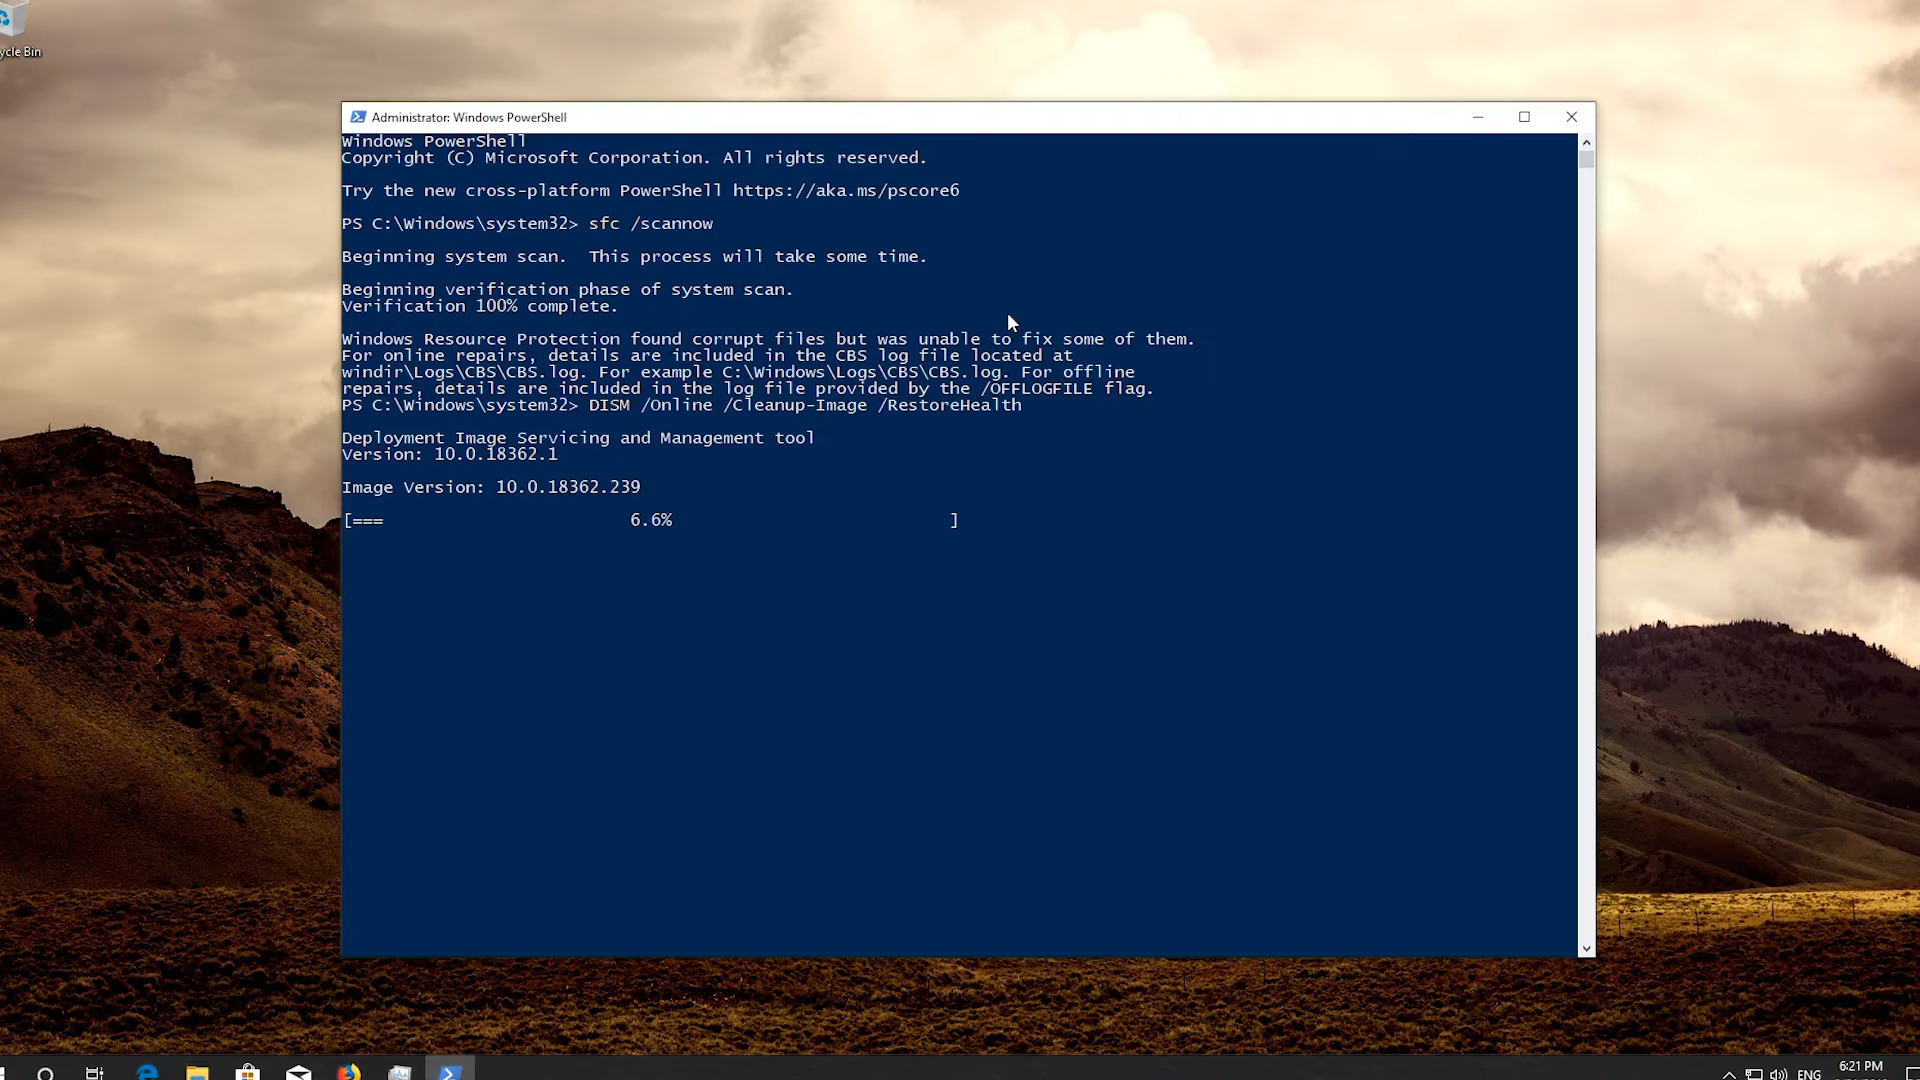 ycle Bin
Administrator: Windows PowerShell
Windows PowerShell
Copyright (C) Microsoft Corporation. All rights reserved.
Try the new cross-platform PowerShell https://aka.ms/pscore6
PS C:\Windows\system32> sfc /scannow
Beginning system scan.  This process will take some time.
Beginning verification phase of system scan.
Verification 100% complete.
Windows Resource Protection found corrupt files but was unable to fix some of them.
For online repairs, details are included in the CBS log file located at
windir\Logs\CBS\CBS.log. For example C:\Windows\Logs\CBS\CBS.log. For offline
repairs, details are included in the log file provided by the /OFFLOGFILE flag.
PS C:\Windows\system32> DISM /Online /Cleanup-Image /RestoreHealth
Deployment Image Servicing and Management tool
Version: 10.0.18362.1
Image Version: 10.0.18362.239
[===                         6.6%                           ]
ENG
6:21 PM